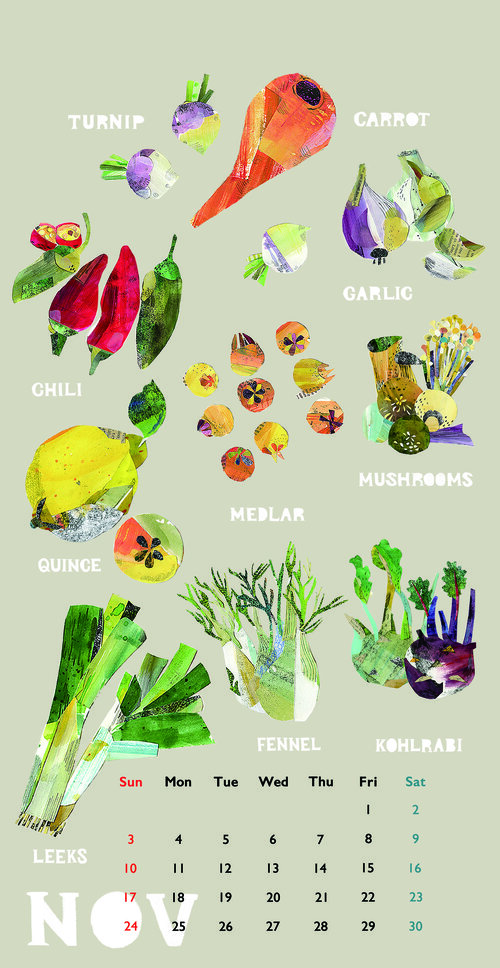 TURNIP
CARROT
GARLIC
CHILI
MUSHROOMS
MEDLAR
QUINCE
FENNEL
KOHLRABI
LEEKS
Sun Mon Tue Wed Thu Fri Sat
1 2
3 4 5 6 7 8 9
10 11 12 13 14 15 16
17 18 19 20 21 22 23
24 25 26 27 28 29 30
NOV